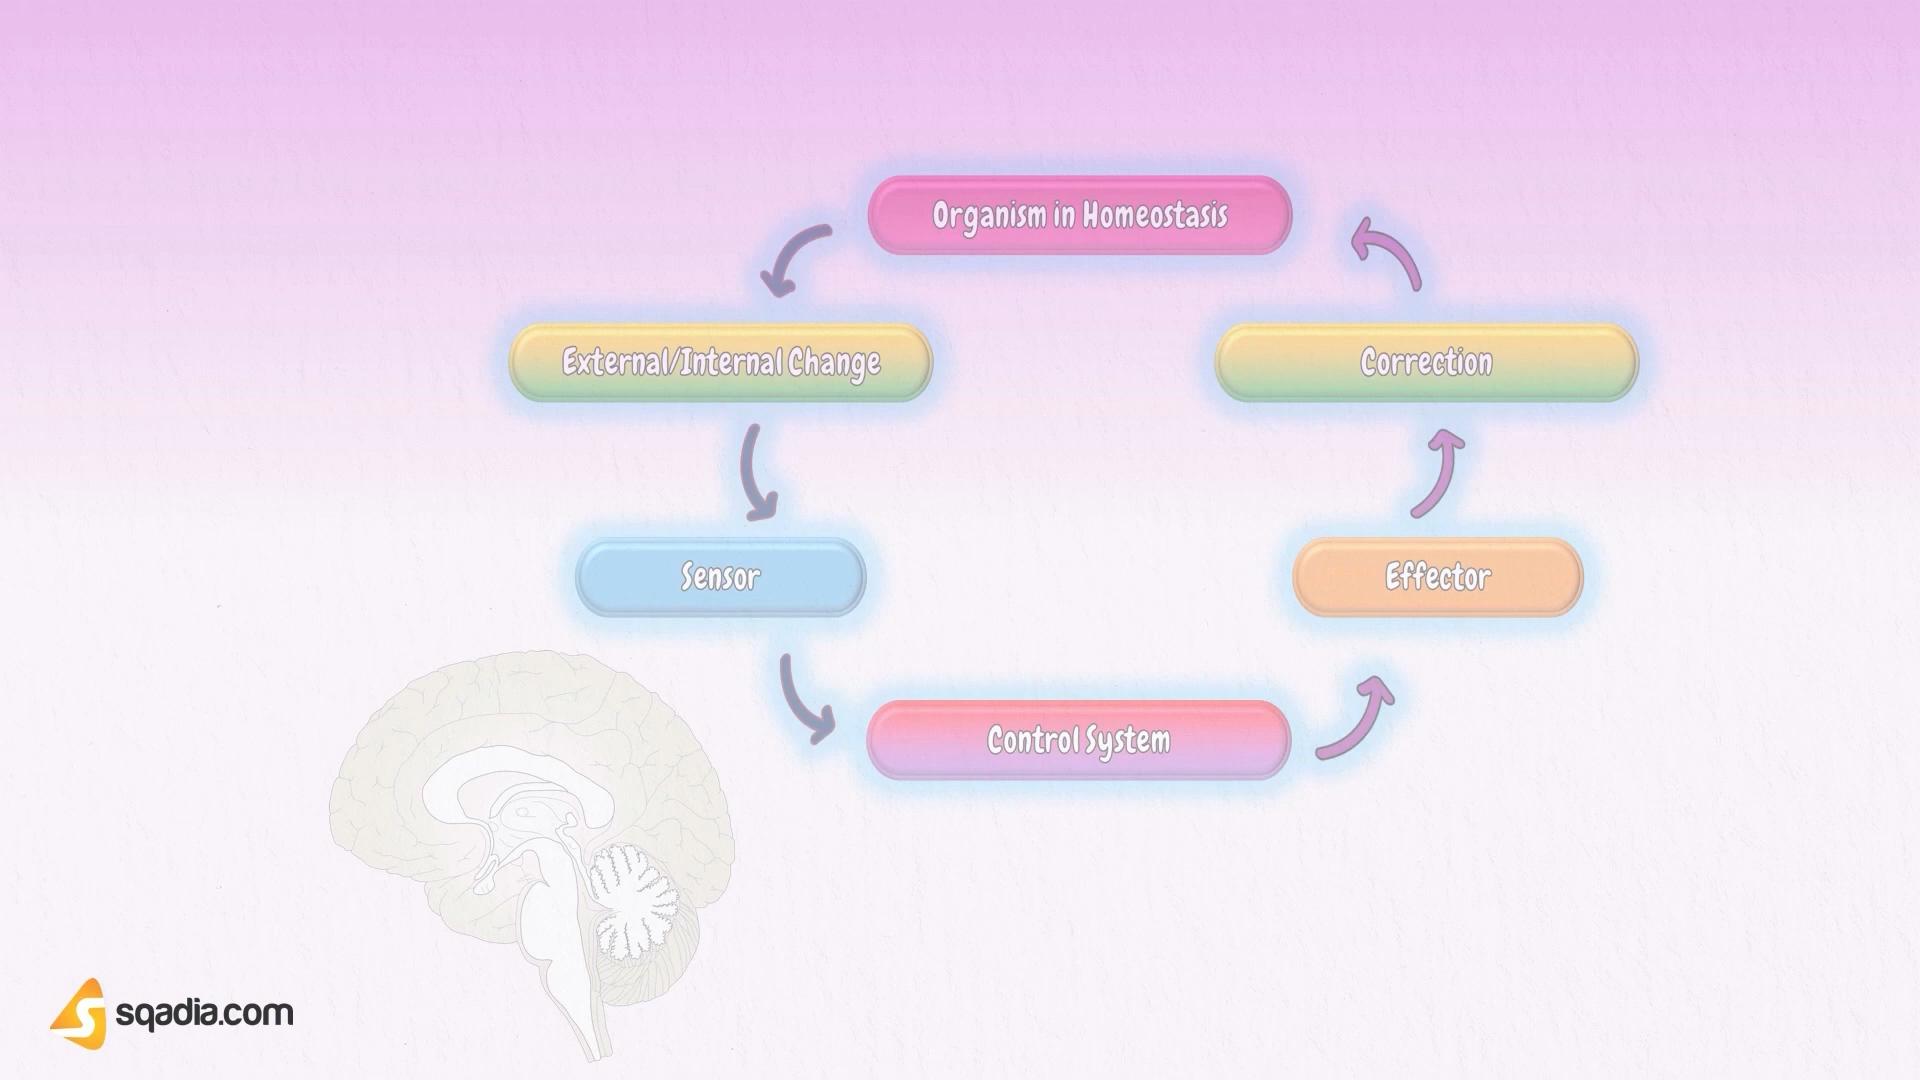 Organism in Homeostasis
External/Internal Change
Correction
Sensor
Effector
Control System
sqadia.com